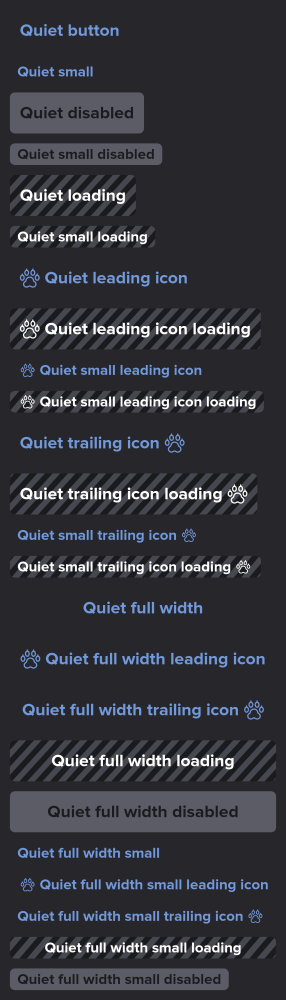 Quiet button
Quiet small
Quiet disabled
Quiet small disabled
Quiet loading
Quiet small loading
Quiet leading icon
Quiet leading icon loading
Quiet small leading icon
Quiet small leading icon loading
Quiet trailing icon
Quiet trailing icon loading
Quiet small trailing icon
Quiet small trailing icon loading
Quiet full width
Quiet full width leading icon
Quiet full width trailing icon
Quiet full width loading
Quiet full width disabled
Quiet full width small
Quiet full width small leading icon
Quiet full width small trailing icon
Quiet full width small loading
Quiet full width small disabled